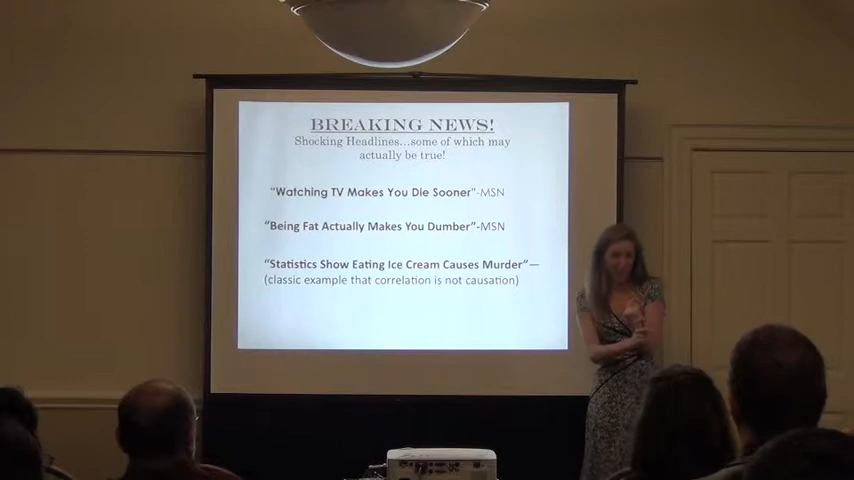 BREAKING NEWS!
Shocking Headlines...some of which may
actually be true!
"Watching TV Makes You Die Sooner"-MSN
"Being Fat Actually Makes You Dumber"-MSN
"Statistics Show Eating Ice Cream Causes Murder"—
(classic example that correlation is not causation)